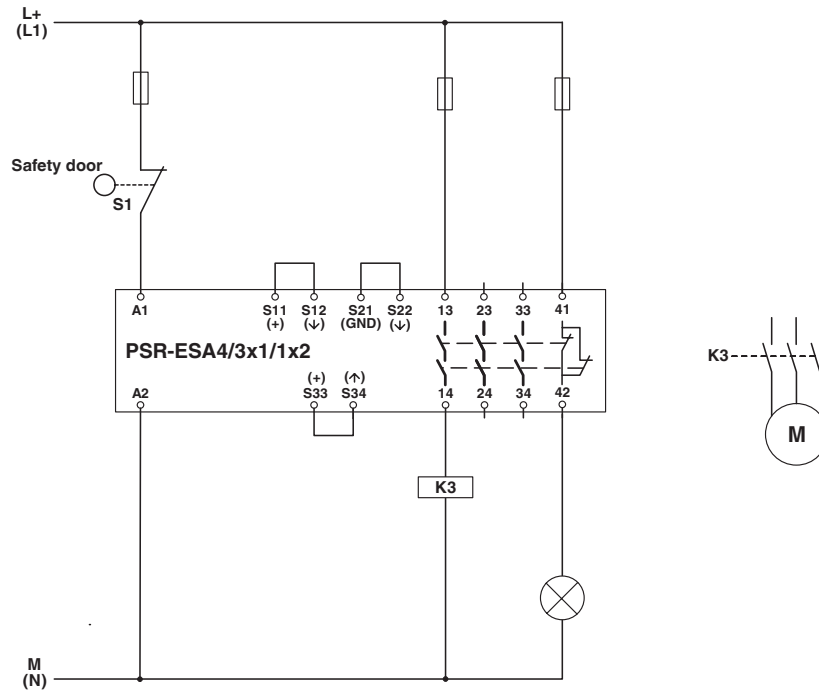 L+
(L1)
Safety door
S1
A1 S11 S12 S21 S22 13 23 33 41
(+) (↓) (GND) (↓)
PSR-ESA4/3x1/1x2
(+) (↑)
A2 S33 S34 14 24 34 42
K3
M
K3
M
(N)